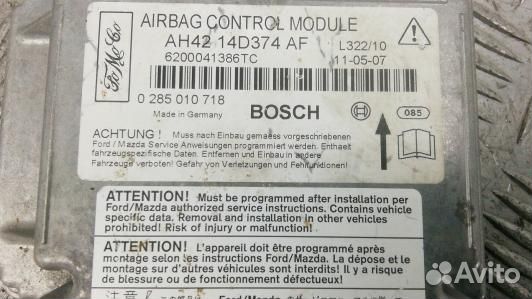 FoMoCo
AIRBAG CONTROL MODULE
AH42 14D374 AF
L322/10
6200041386TC
11-05-07
0 285 010 718
Made in Germany
BOSCH
085
ACHTUNG ! Muss nach Einbau gemaess vorgeschriebenen
Ford / Mazda Service Anweisungen programmiert werden. Enthält
fahrzeugspezifische Daten. Entfernen und Einbau in andere
Fahrzeuge verboten! Gefahr von Verletzungen und Fehlfunktionen!
ATTENTION! Must be programmed after installation per
Ford/Mazda authorized service instructions. Contains vehicle
specific data. Removal and installation in other vehicles
prohibited! Risk of injury or malfunction!
ATTENTION! L'appareil doit être programmé après
montage selon les instructions Ford/Mazda. La dépose et le
montage sur d'autres véhicules sont interdits! Il y a risque
de blessure ou de fonctionnement défectueux!
注意!
Avito